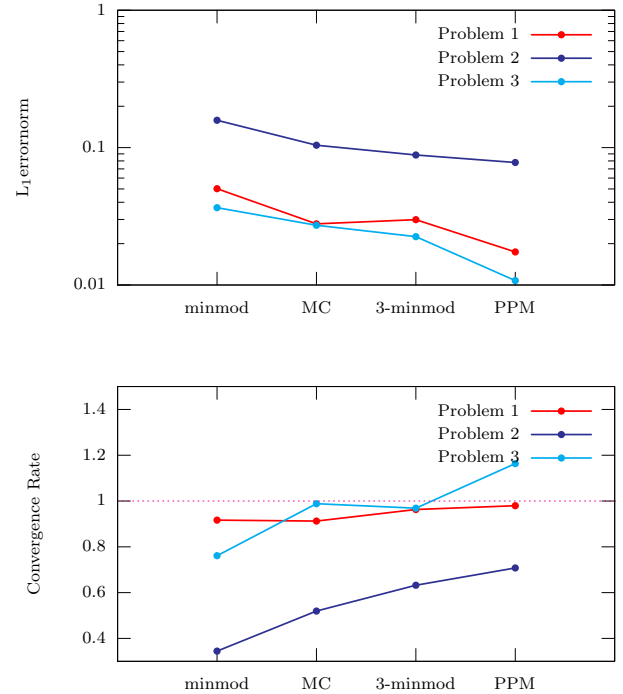 1
0.1
0.01
L1errornorm
Problem 1
Problem 2
Problem 3
minmod MC 3-minmod PPM
1.4
1.2
1
0.8
0.6
0.4
Convergence Rate
Problem 1
Problem 2
Problem 3
minmod MC 3-minmod PPM